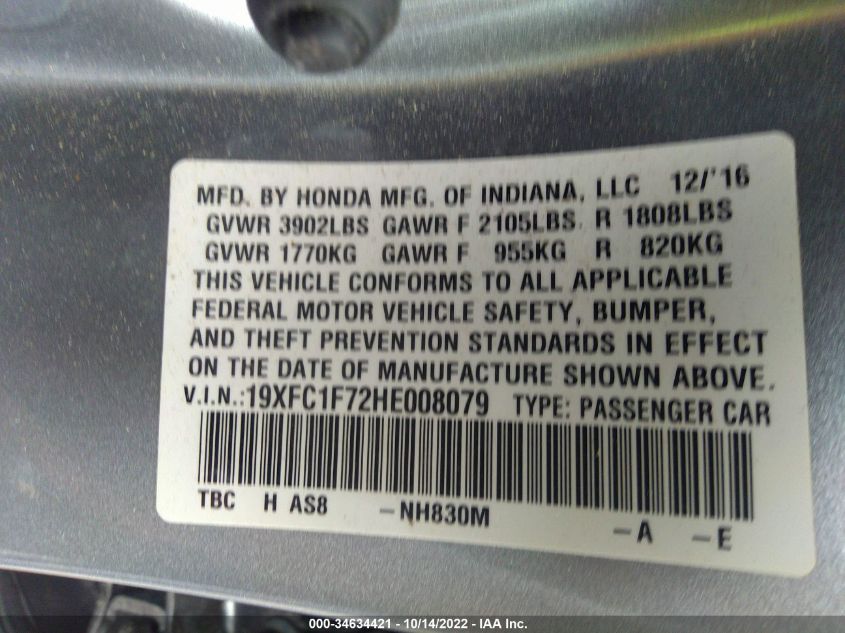 MFD. BY HONDA MFG. OF INDIANA, LLC 12/'16
GVWR 3902LBS GAWR F 2105LBS. R 1808LBS
GVWR 1770KG GAWR F 955KG R 820KG
THIS VEHICLE CONFORMS TO ALL APPLICABLE
FEDERAL MOTOR VEHICLE SAFETY, BUMPER,
AND THEFT PREVENTION STANDARDS IN EFFECT
ON THE DATE OF MANUFACTURE SHOWN ABOVE.
V.I.N.:19XFC1F72HE008079 TYPE: PASSENGER CAR
TBC H AS8 -NH830M -A -E
000-34634421 - 10/14/2022 - IAA Inc.